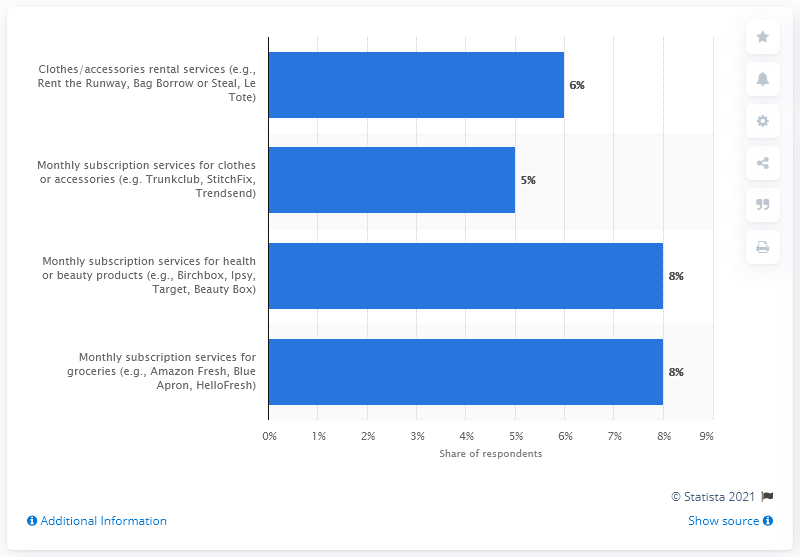 Clothes/accessories rental services (e.g.,
Rent the Runway, Bag Borrow or Steal, Le
Tote)
6%
Monthly subscription services for clothes
or accessories (e.g. Trunkclub, StitchFix,
Trendsend)
5%
Monthly subscription services for health
or beauty products (e.g., Birchbox, Ipsy,
Target, Beauty Box)
8%
Monthly subscription services for
groceries (e.g., Amazon Fresh, Blue
Apron, HelloFresh)
8%
0% 1% 2% 3% 4% 5% 6% 7% 8% 9%
Share of respondents
© Statista 2021
Additional Information
Show source